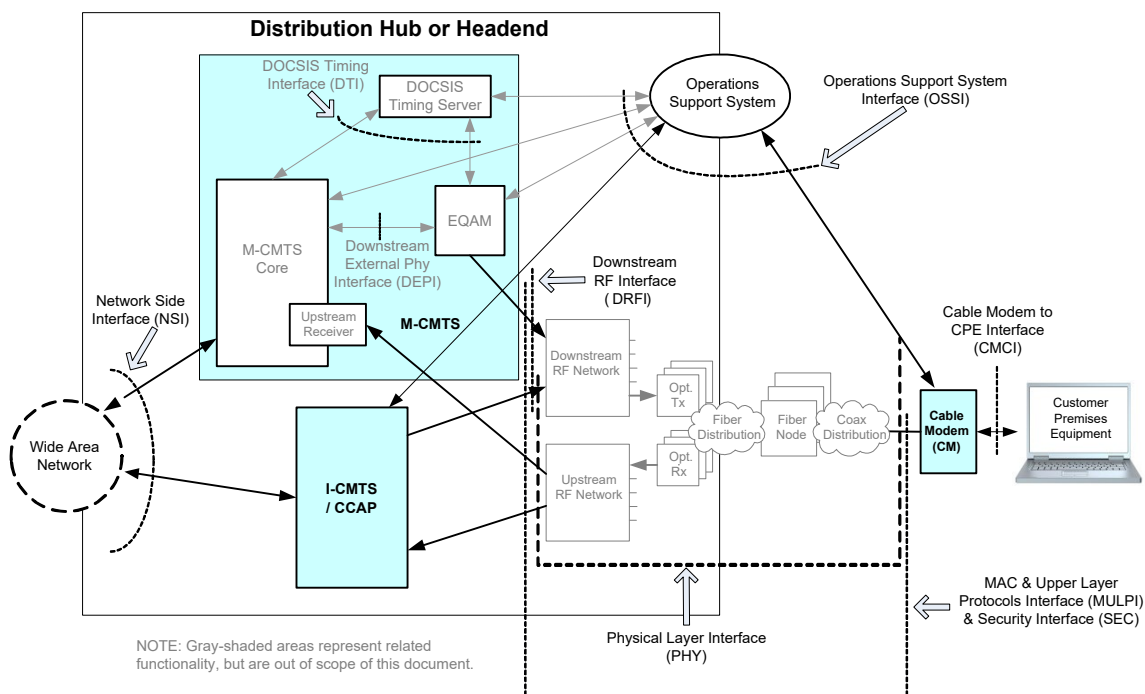 Distribution Hub or Headend
DOCSIS Timing
Interface (DTI)
DOCSIS
Timing Server
Operations
Support System
Operations Support System
Interface (OSSI)
M-CMTS
Core
EQAM
Downstream
External Phy
Interface (DEPI)
Upstream
Receiver
M-CMTS
Network Side
Interface (NSI)
Downstream
RF Interface
( DRFI)
Cable Modem to
CPE Interface
(CMCI)
Downstream
RF Network
Opt.
Tx
Fiber
Distribution
Fiber
Node
Coax
Distribution
Cable
Modem
(CM)
Customer
Premises
Equipment
Wide Area
Network
I-CMTS
/ CCAP
Upstream
RF Network
Opt.
Rx
MAC & Upper Layer
Protocols Interface (MULPI)
& Security Interface (SEC)
Physical Layer Interface
(PHY)
NOTE: Gray-shaded areas represent related
functionality, but are out of scope of this document.